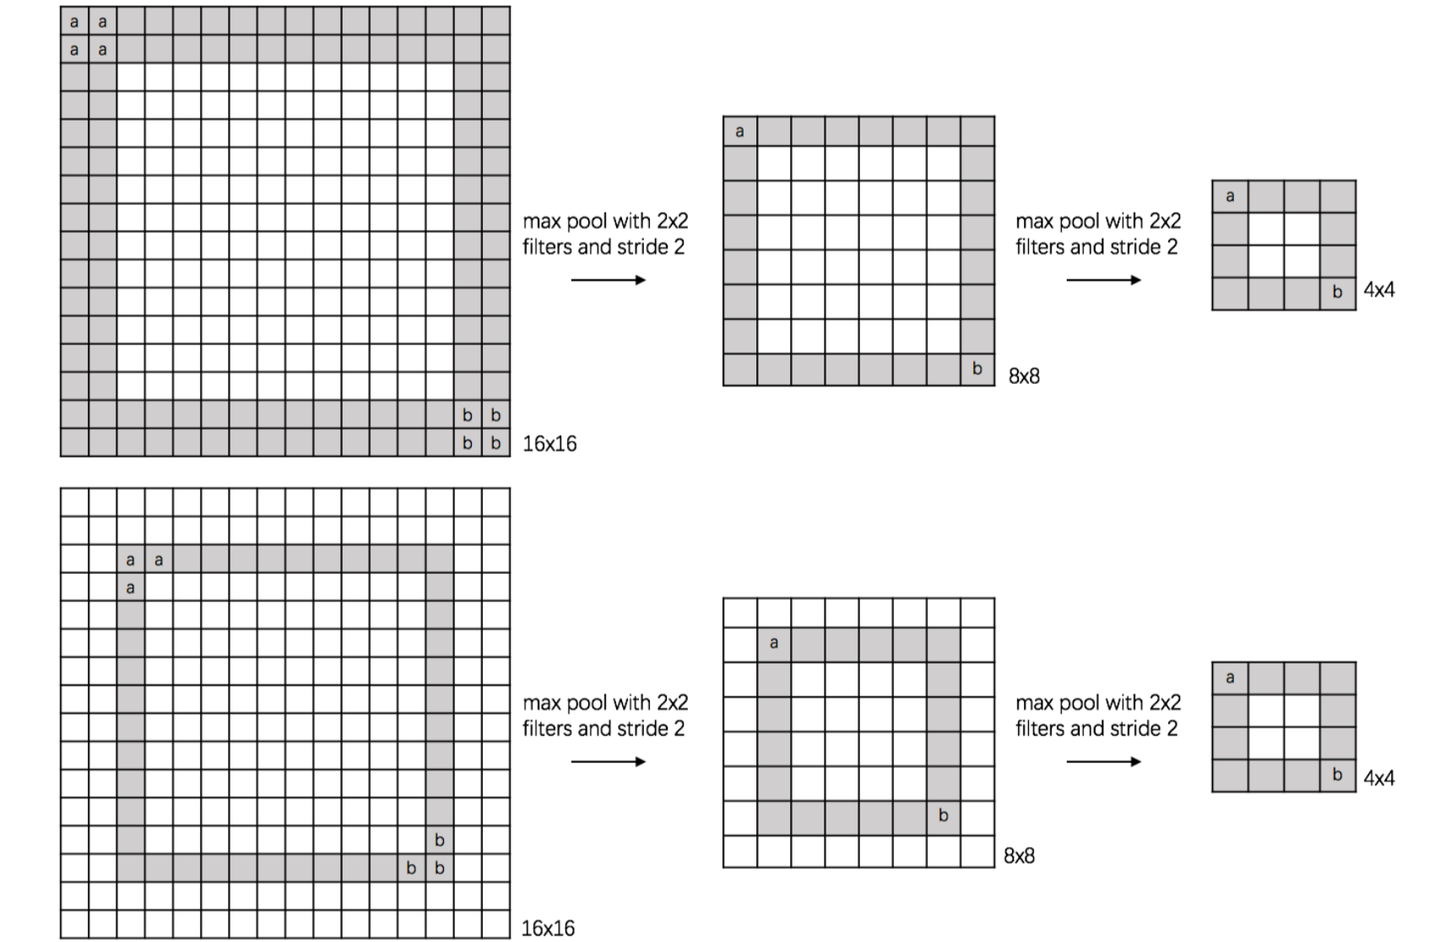 a a
a a
a
max pool with 2x2
filters and stride 2
max pool with 2x2
filters and stride 2
a
b 4x4
b 8x8
b b
b b 16x16
a a
a
a
a
max pool with 2x2
filters and stride 2
max pool with 2x2
filters and stride 2
b 4x4
b
b
b b
8x8
16x16